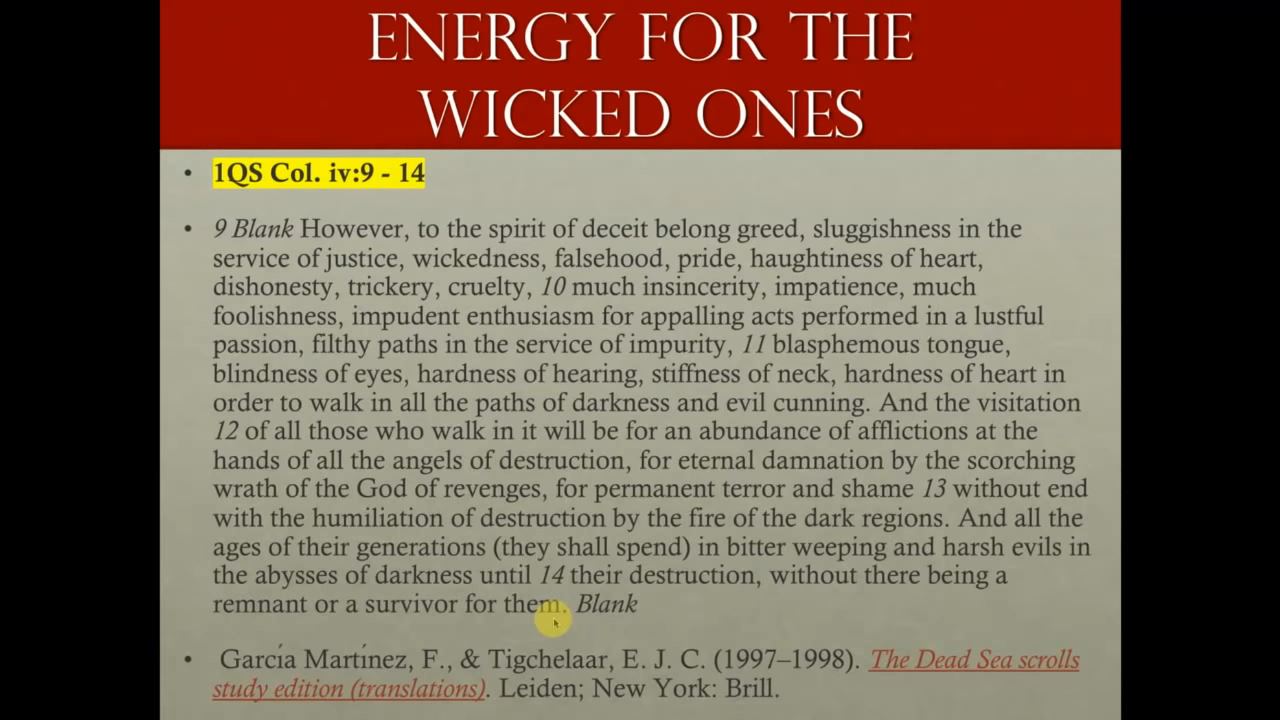 ENERGY FOR THE
WICKED ONES
• 1QS Col. iv:9 - 14
• 9 Blank However, to the spirit of deceit belong greed, sluggishness in the
service of justice, wickedness, falsehood, pride, haughtiness of heart,
dishonesty, trickery, cruelty, 10 much insincerity, impatience, much
foolishness, impudent enthusiasm for appalling acts performed in a lustful
passion, filthy paths in the service of impurity, 11 blasphemous tongue,
blindness of eyes, hardness of hearing, stiffness of neck, hardness of heart in
order to walk in all the paths of darkness and evil cunning. And the visitation
12 of all those who walk in it will be for an abundance of afflictions at the
hands of all the angels of destruction, for eternal damnation by the scorching
wrath of the God of revenges, for permanent terror and shame 13 without end
with the humiliation of destruction by the fire of the dark regions. And all the
ages of their generations (they shall spend) in bitter weeping and harsh evils in
the abysses of darkness until 14 their destruction, without there being a
remnant or a survivor for them. Blank
• García Martínez, F., & Tigchelaar, E. J. C. (1997–1998). The Dead Sea scrolls
study edition (translations). Leiden; New York: Brill.